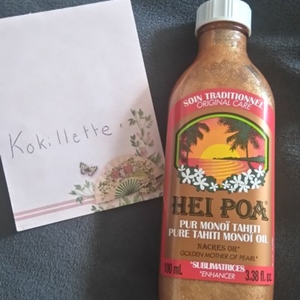 Kokillette.
SOIN TRADITIONNEL
ORIGINAL CARE
HEI POA
PUR MONOÏ TAHITI
PURE TAHITI MONOI OIL
NACRES OR*
GOLDEN MOTHER OF PEARL*
*SUBLIMATRICES
*ENHANCER
100 mL
3.38 fl. oz